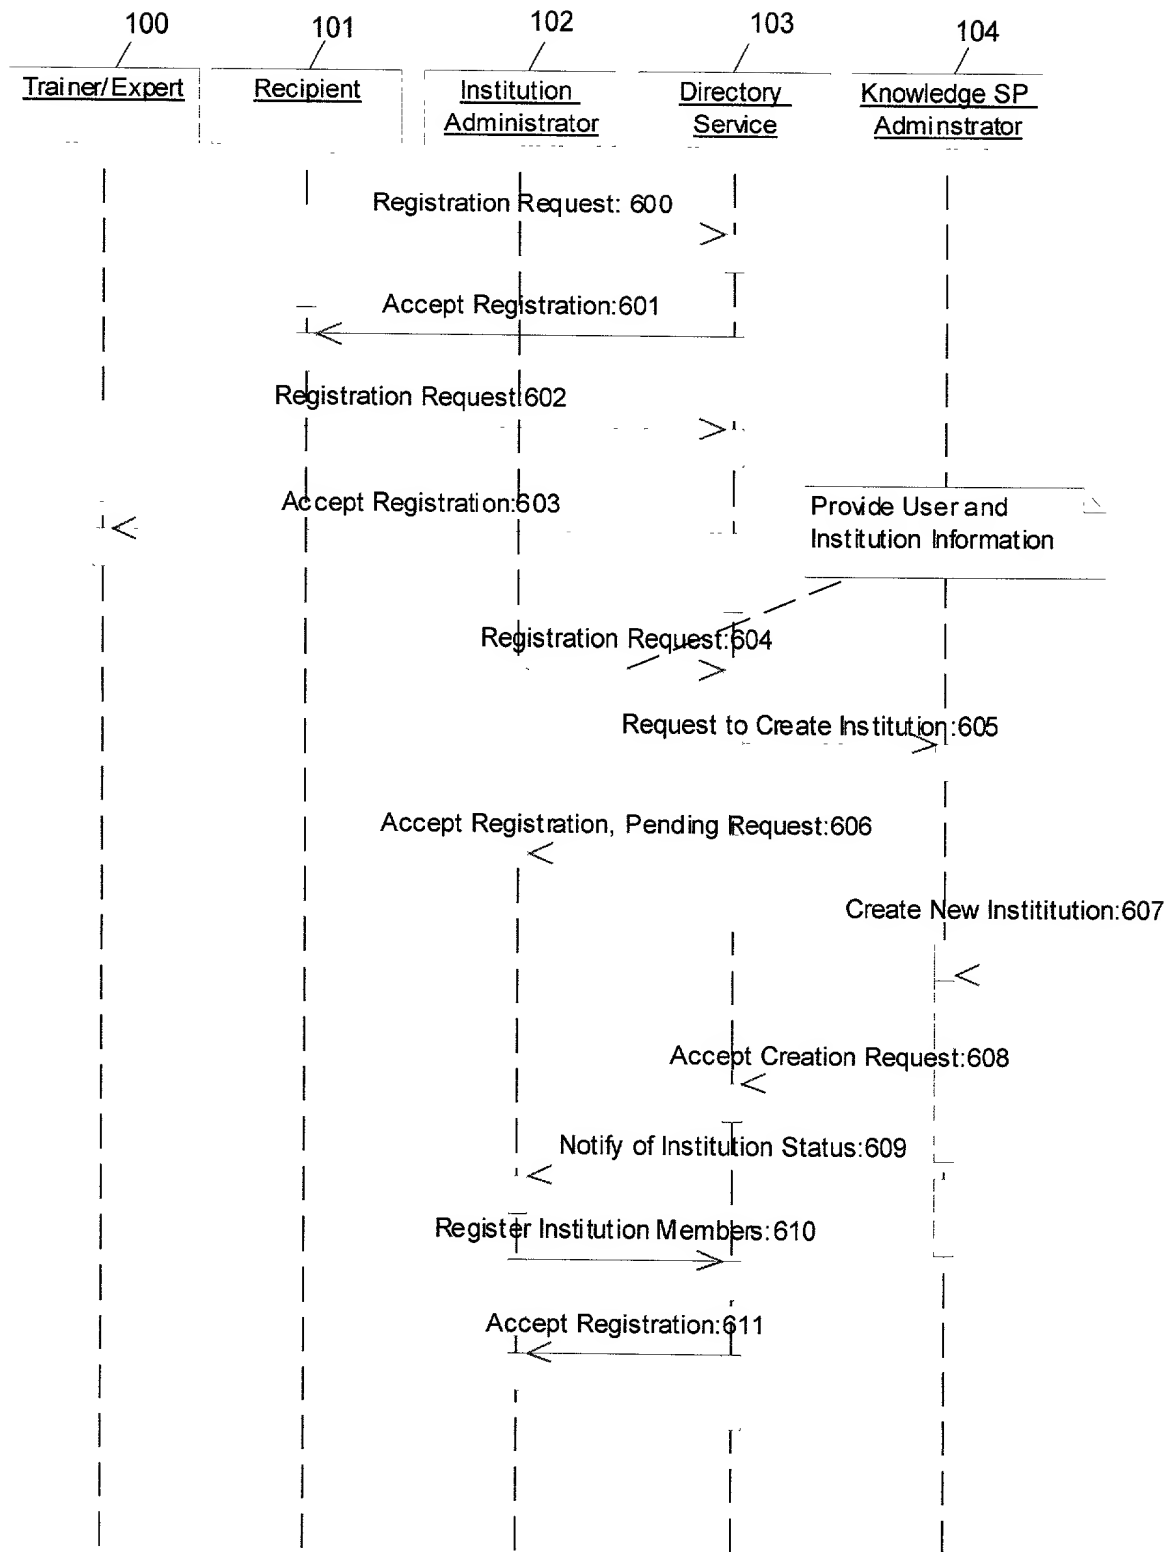 100
101
102
103
104
Trainer/Expert
Recipient
Institution
Administrator
Directory
Service
Knowledge SP
Adminstrator
Registration Request: 600
Accept Registration:601
Registration Request:602
Accept Registration:603
Provide User and
Institution Information
Registration Request:604
Request to Create Institution:605
Accept Registration, Pending Request:606
Create New Instititution:607
Accept Creation Request:608
Notify of Institution Status:609
Register Institution Members:610
Accept Registration:611